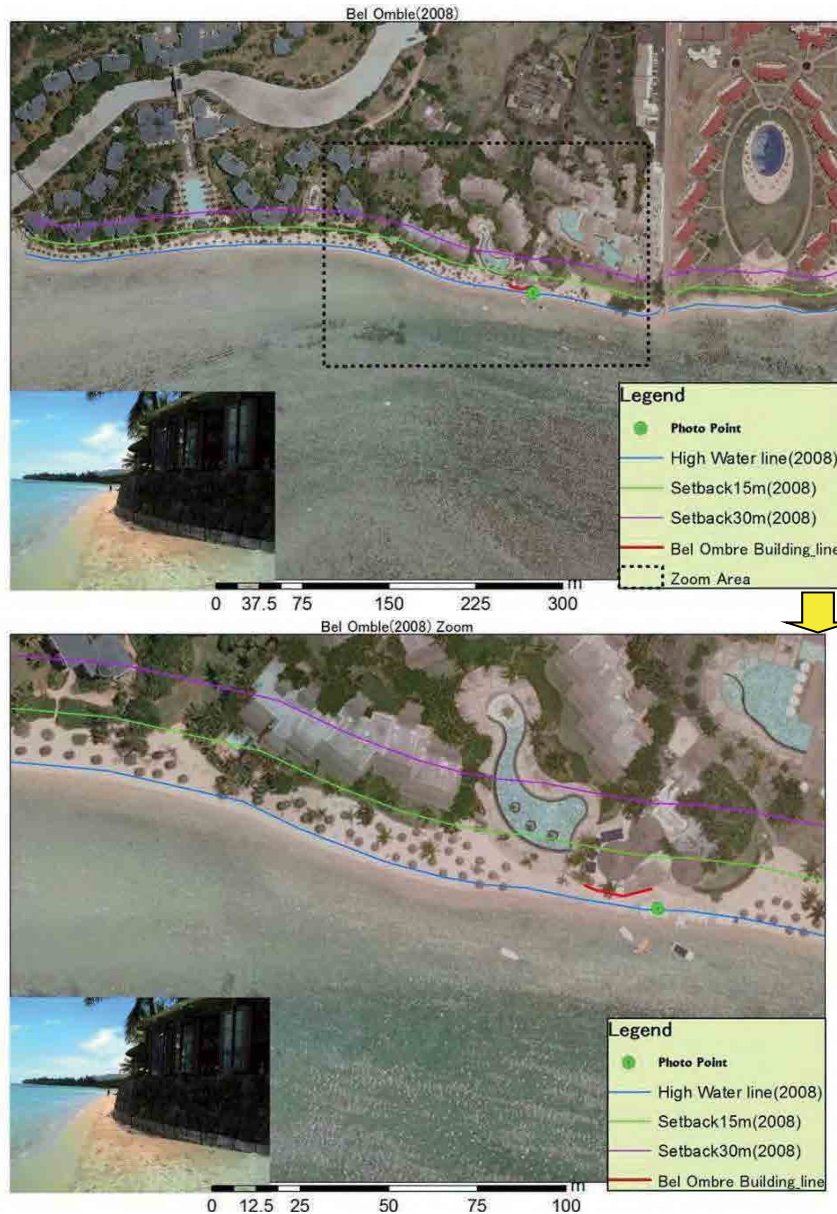 Bel Omble(2008)
Legend
Photo Point
High Water line(2008)
Setback15m(2008)
Setback30m(2008)
Bel Ombre Building_line
Zoom Area
m
0 37.5 75 150 225 300
Bel Omble(2008) Zoom
Legend
Photo Point
High Water line(2008)
Setback15m(2008)
Setback30m(2008)
Bel Ombre Building_line
m
0 12.5 25 50 75 100